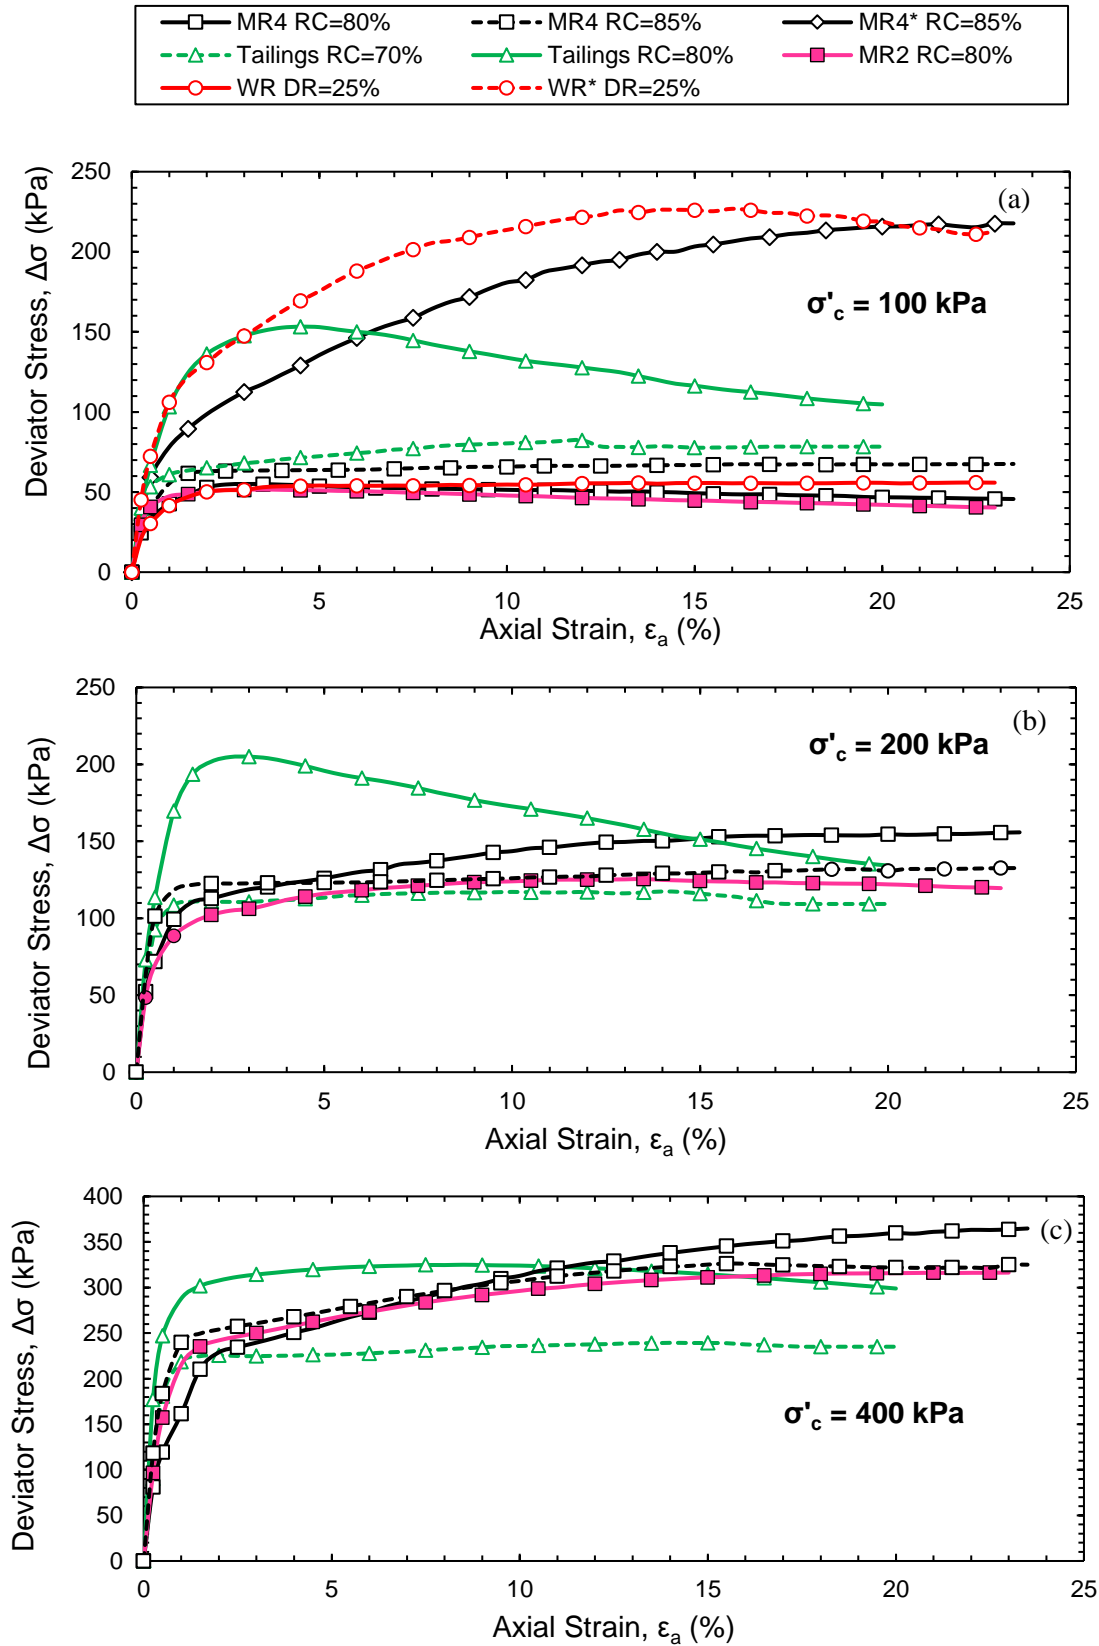 MR4 RC=80% MR4 RC=85% MR4* RC=85%
Tailings RC=70% Tailings RC=80% MR2 RC=80%
WR DR=25% WR* DR=25%
250
200
150
100
50
0
Deviator Stress, Δσ (kPa)
(a)
σ'c = 100 kPa
0 5 10 15 20 25
Axial Strain, εa (%)
250
200
150
100
50
0
Deviator Stress, Δσ (kPa)
(b)
σ'c = 200 kPa
0 5 10 15 20 25
Axial Strain, εa (%)
400
350
300
250
200
150
100
50
0
Deviator Stress, Δσ (kPa)
(c)
σ'c = 400 kPa
0 5 10 15 20 25
Axial Strain, εa (%)